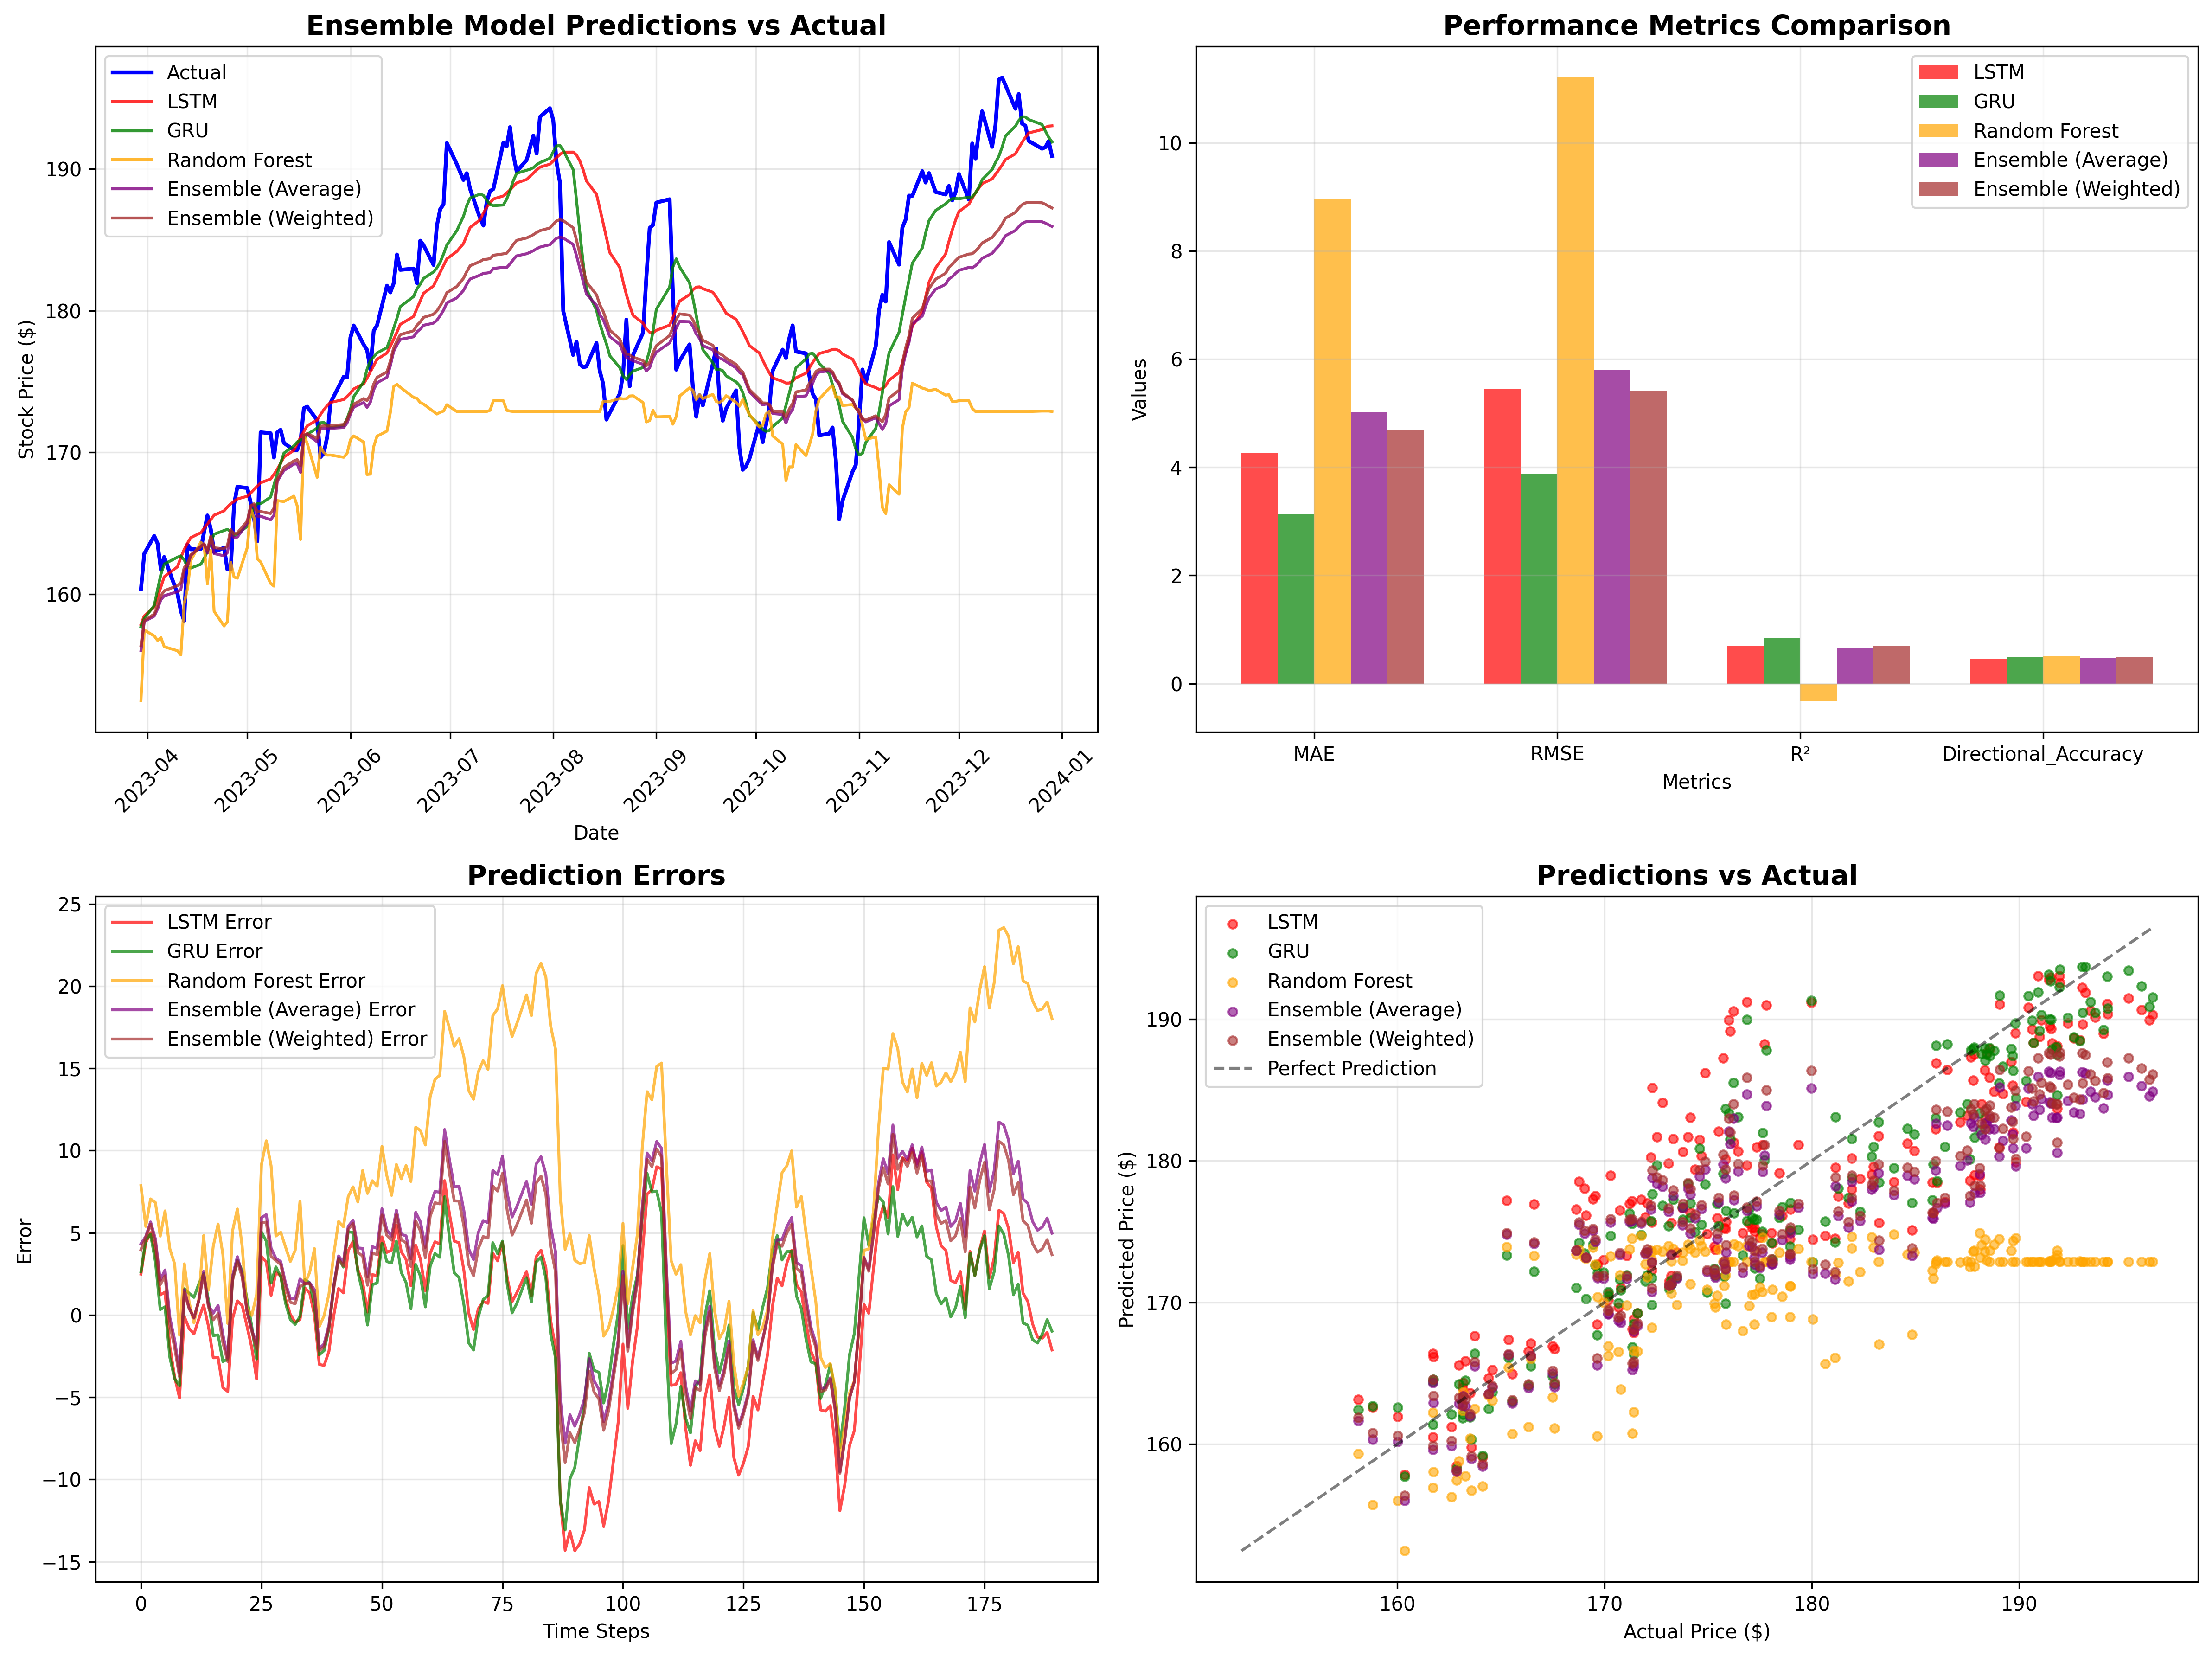 Ensemble Model Predictions vs Actual
Actual
LSTM
GRU
Random Forest
Ensemble (Average)
Ensemble (Weighted)
Stock Price ($)
190
180
170
160
2023-04
2023-05
2023-06
2023-07
2023-08
2023-09
2023-10
2023-11
2023-12
2024-01
Date
Performance Metrics Comparison
LSTM
GRU
Random Forest
Ensemble (Average)
Ensemble (Weighted)
Values
10
8
6
4
2
0
MAE
RMSE
R²
Directional_Accuracy
Metrics
Prediction Errors
LSTM Error
GRU Error
Random Forest Error
Ensemble (Average) Error
Ensemble (Weighted) Error
Error
25
20
15
10
5
0
−5
−10
−15
0
25
50
75
100
125
150
175
Time Steps
Predictions vs Actual
LSTM
GRU
Random Forest
Ensemble (Average)
Ensemble (Weighted)
Perfect Prediction
Predicted Price ($)
190
180
170
160
160
170
180
190
Actual Price ($)